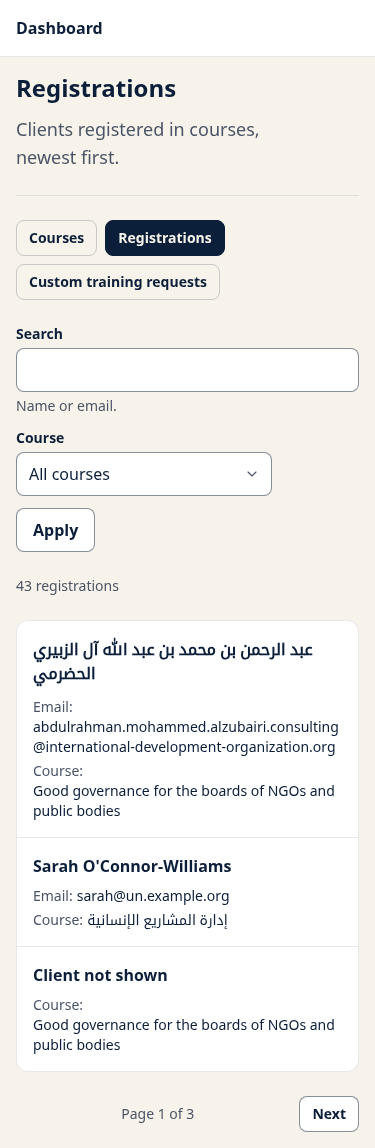 Dashboard
Registrations
Clients registered in courses,
newest first.
Courses
Registrations
Custom training requests
Search
Name or email.
Course
All courses
Apply
43 registrations
عبد الرحمن بن محمد بن عبد الله آل الزبيري
الحضرمي
Email:
abdulrahman.mohammed.alzubairi.consulting
@international-development-organization.org
Course:
Good governance for the boards of NGOs and
public bodies
Sarah O'Connor-Williams
Email: sarah@un.example.org
Course: إدارة المشاريع الإنسانية
Client not shown
Course:
Good governance for the boards of NGOs and
public bodies
Page 1 of 3
Next